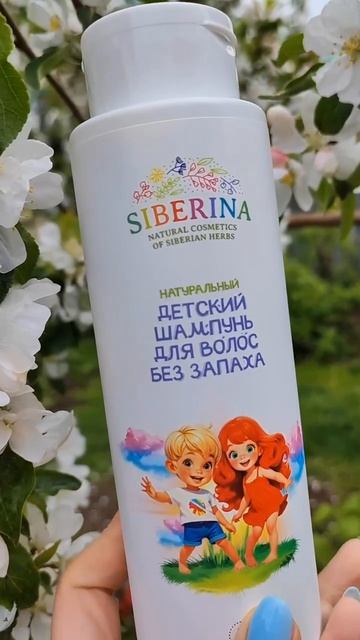 SIBERINA
NATURAL COSMETICS
OF SIBERIAN HERBS
НАТУРАЛЬНЫЙ
ДЕТСКИЙ
ШАМПУНЬ
ДЛЯ ВОЛОС
БЕЗ ЗАПАХА